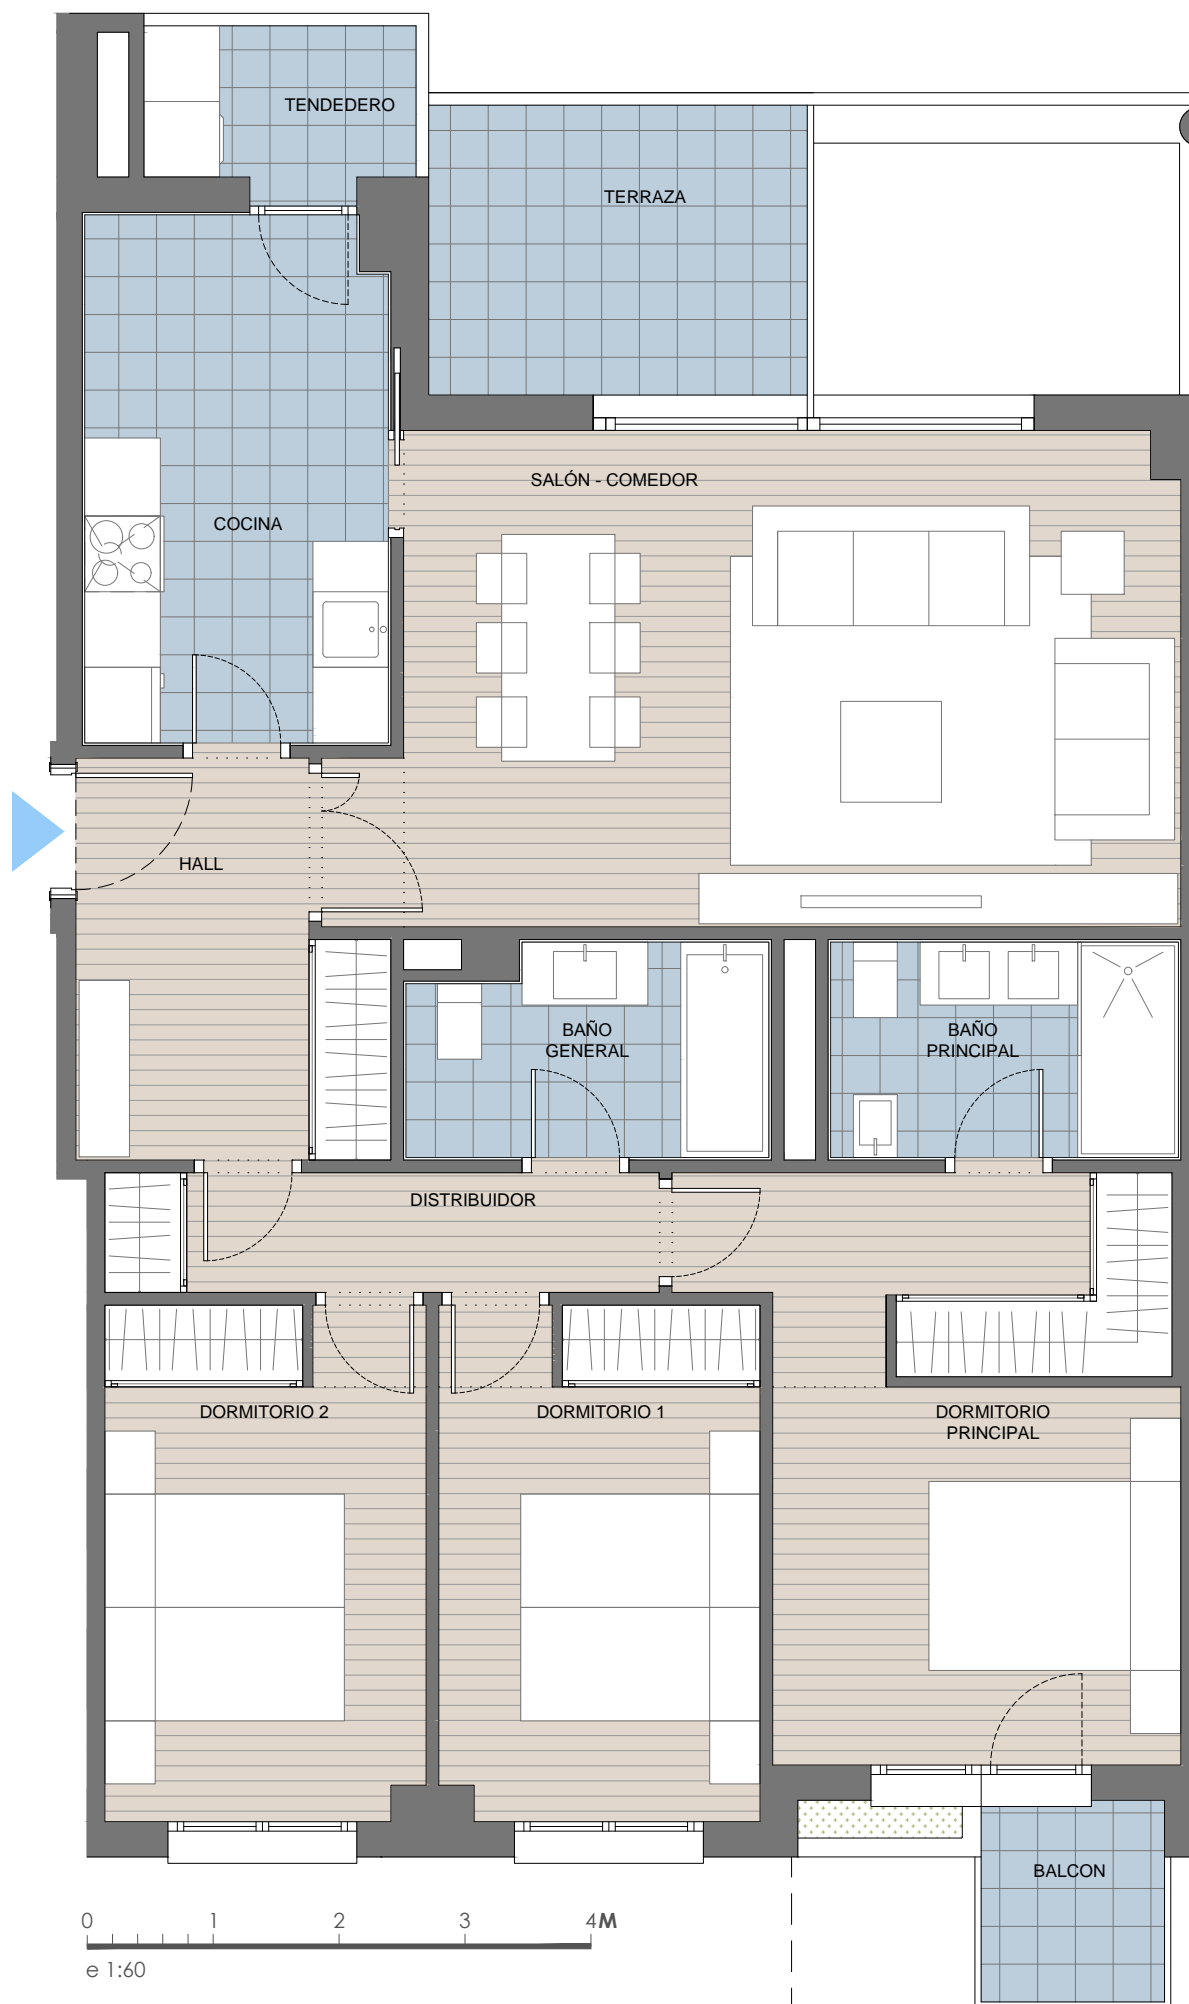 TENDEDERO
TERRAZA
SALÓN - COMEDOR
COCINA
HALL
BAÑO
GENERAL
BAÑO
PRINCIPAL
DISTRIBUIDOR
DORMITORIO 2
DORMITORIO 1
DORMITORIO
PRINCIPAL
BALCON
0 1 2 3 4M
e 1:60